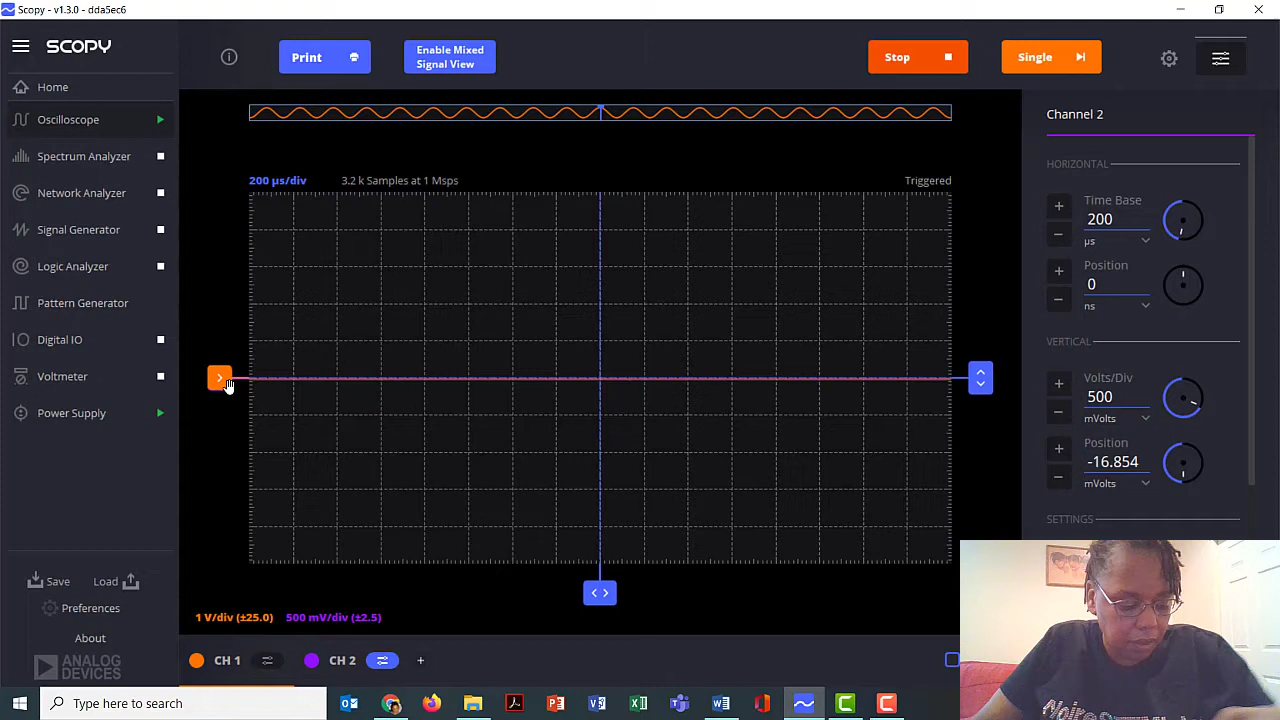 Scopy - v1.3.0 - dda5ec6
SCOPY
Print
Enable Mixed
Signal View
Stop
Single
Home
Oscilloscope
Spectrum Analyzer
Network Analyzer
Signal Generator
Logic Analyzer
Pattern Generator
Digital IO
Voltmeter
Power Supply
Save
Load
Preferences
About
ANALOG
DEVICES
200 µs/div
3.2 k Samples at 1 Msps
Triggered
1 V/div (±25.0)
500 mV/div (±2.5)
CH 1
CH 2
Channel 2
HORIZONTAL
Time Base
200
µs
Position
0
ns
VERTICAL
Volts/Div
500
mVolts
Position
-16.854
mVolts
SETTINGS
Type here to search